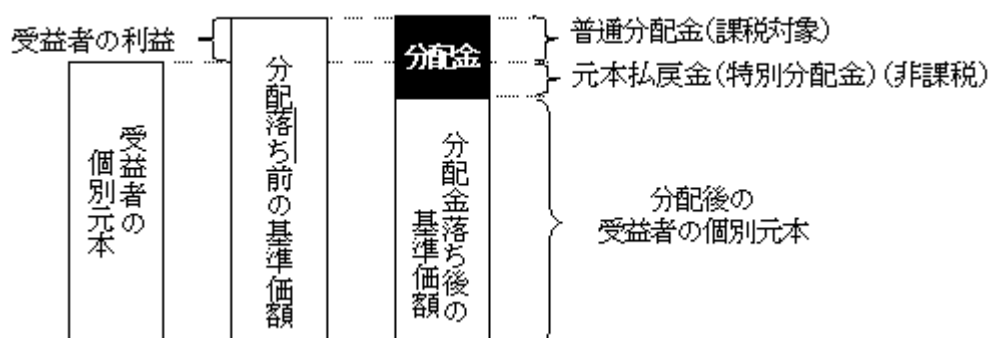 受益者の利益
受益者の
個別元本
分配落ち前の基準価額
分配金
分配金落ち後の
基準価額
普通分配金(課税対象)
元本払戻金(特別分配金)(非課税)
分配後の
受益者の個別元本